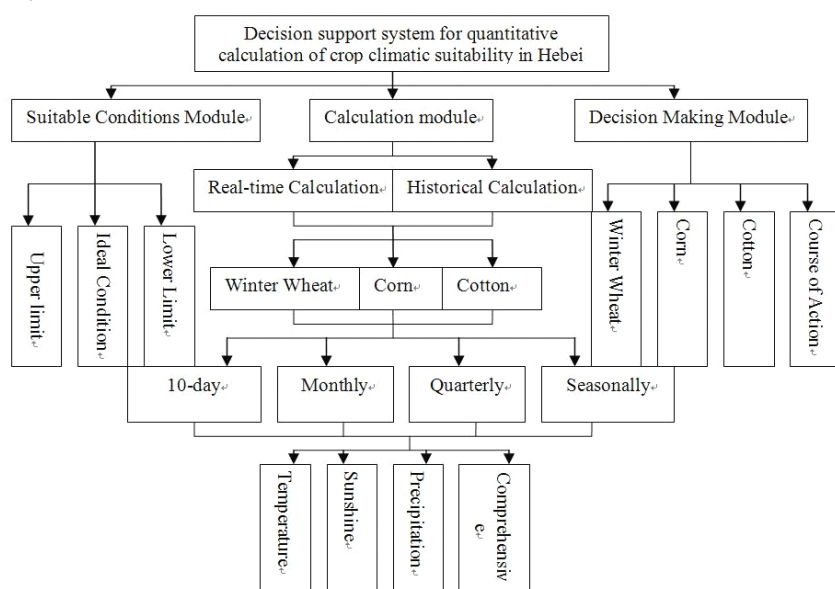 Decision support system for quantitative
calculation of crop climatic suitability in Hebei
Suitable Conditions Module
Calculation module
Decision Making Module
Real-time Calculation
Historical Calculation
Upper limit
Ideal Condition
Lower Limit
Winter Wheat
Corn
Cotton
Winter Wheat
Corn
Cotton
Course of Action
10-day
Monthly
Quarterly
Seasonally
Temperature
Sunshine
Precipitation
Comprehensiv
e